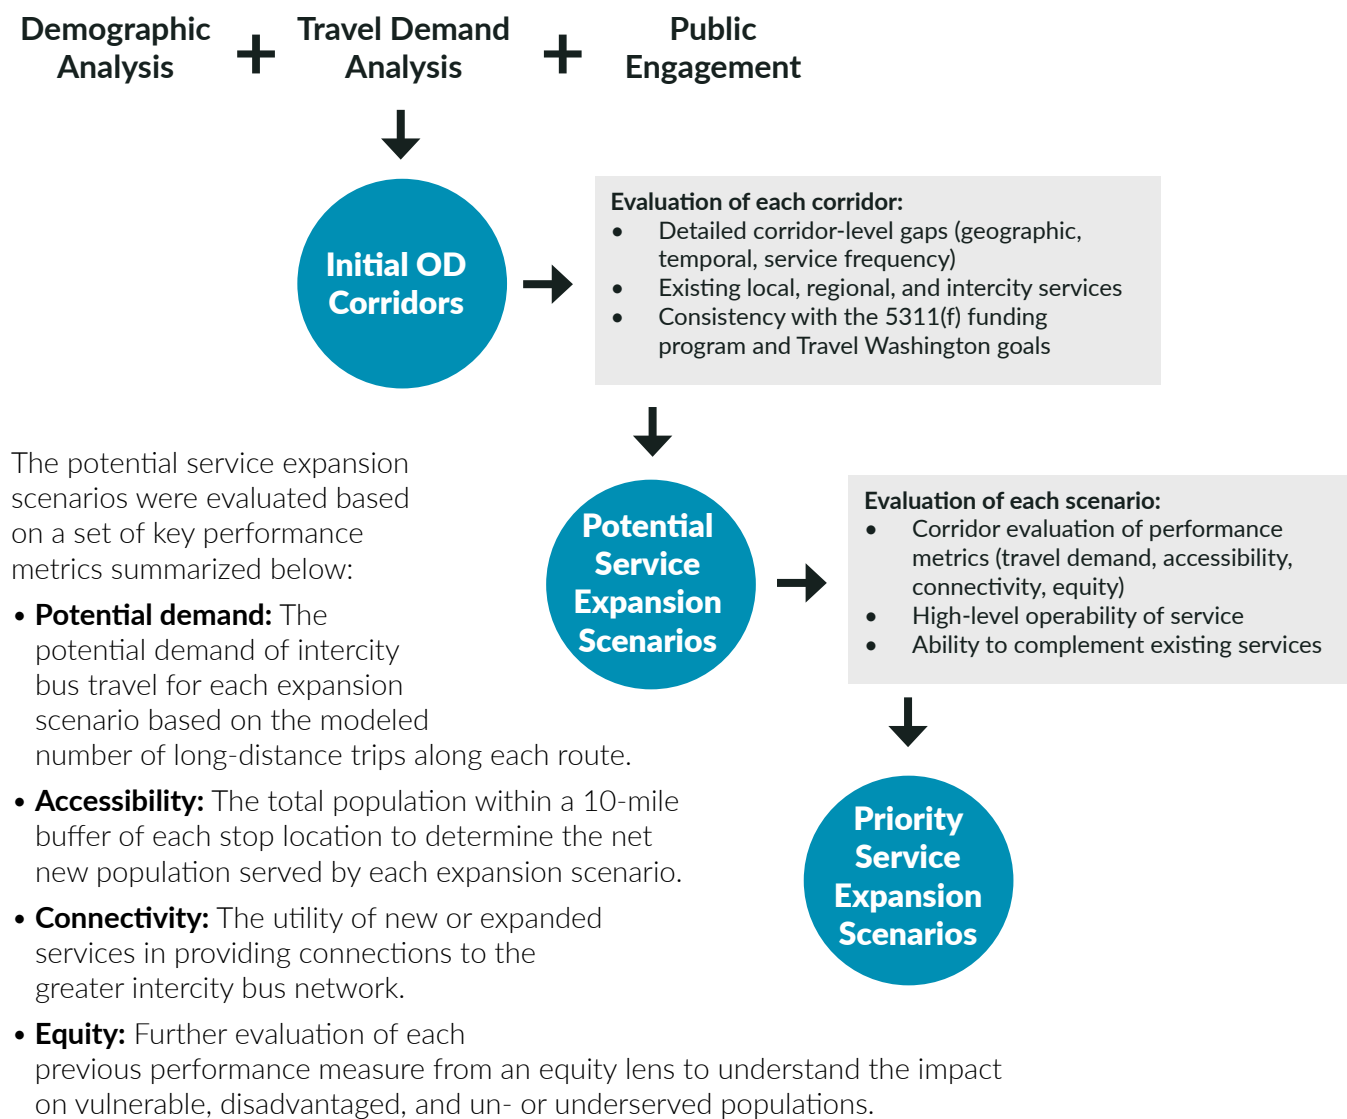 Demographic
Analysis
+
Travel Demand
Analysis
+
Public
Engagement
Initial OD
Corridors
Evaluation of each corridor:
• Detailed corridor-level gaps (geographic,
temporal, service frequency)
• Existing local, regional, and intercity services
• Consistency with the 5311(f) funding
program and Travel Washington goals
Potential
Service
Expansion
Scenarios
Evaluation of each scenario:
• Corridor evaluation of performance
metrics (travel demand, accessibility,
connectivity, equity)
• High-level operability of service
• Ability to complement existing services
Priority
Service
Expansion
Scenarios
The potential service expansion
scenarios were evaluated based
on a set of key performance
metrics summarized below:
• Potential demand: The
potential demand of intercity
bus travel for each expansion
scenario based on the modeled
number of long-distance trips along each route.
• Accessibility: The total population within a 10-mile
buffer of each stop location to determine the net
new population served by each expansion scenario.
• Connectivity: The utility of new or expanded
services in providing connections to the
greater intercity bus network.
• Equity: Further evaluation of each
previous performance measure from an equity lens to understand the impact
on vulnerable, disadvantaged, and un- or underserved populations.